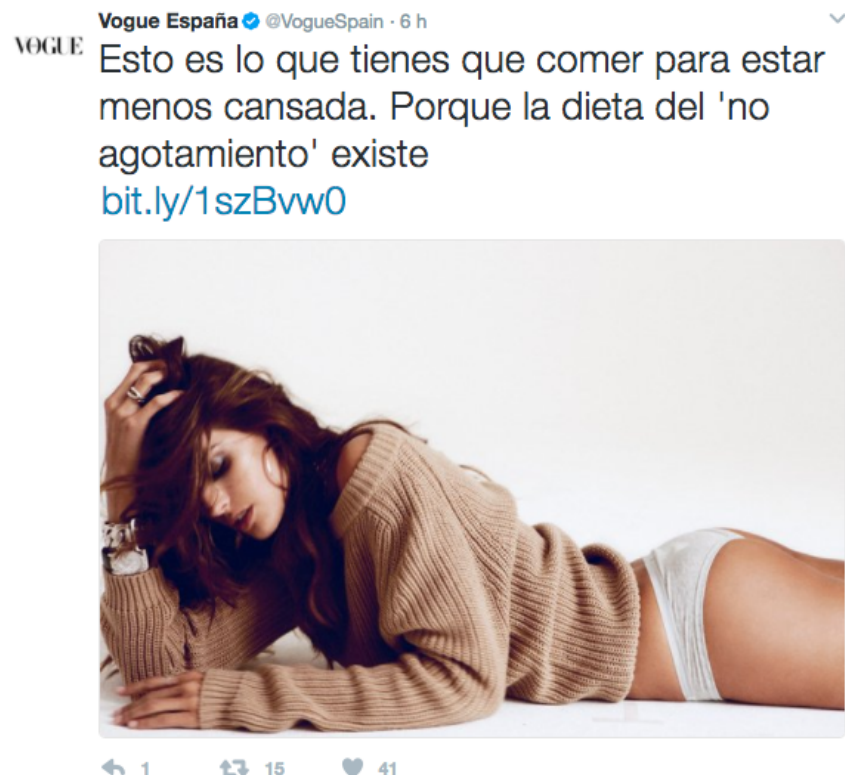 Vogue España @VogueSpain · 6 h
VOGUE
Esto es lo que tienes que comer para estar
menos cansada. Porque la dieta del 'no
agotamiento' existe
bit.ly/1szBvw0
1 15 41